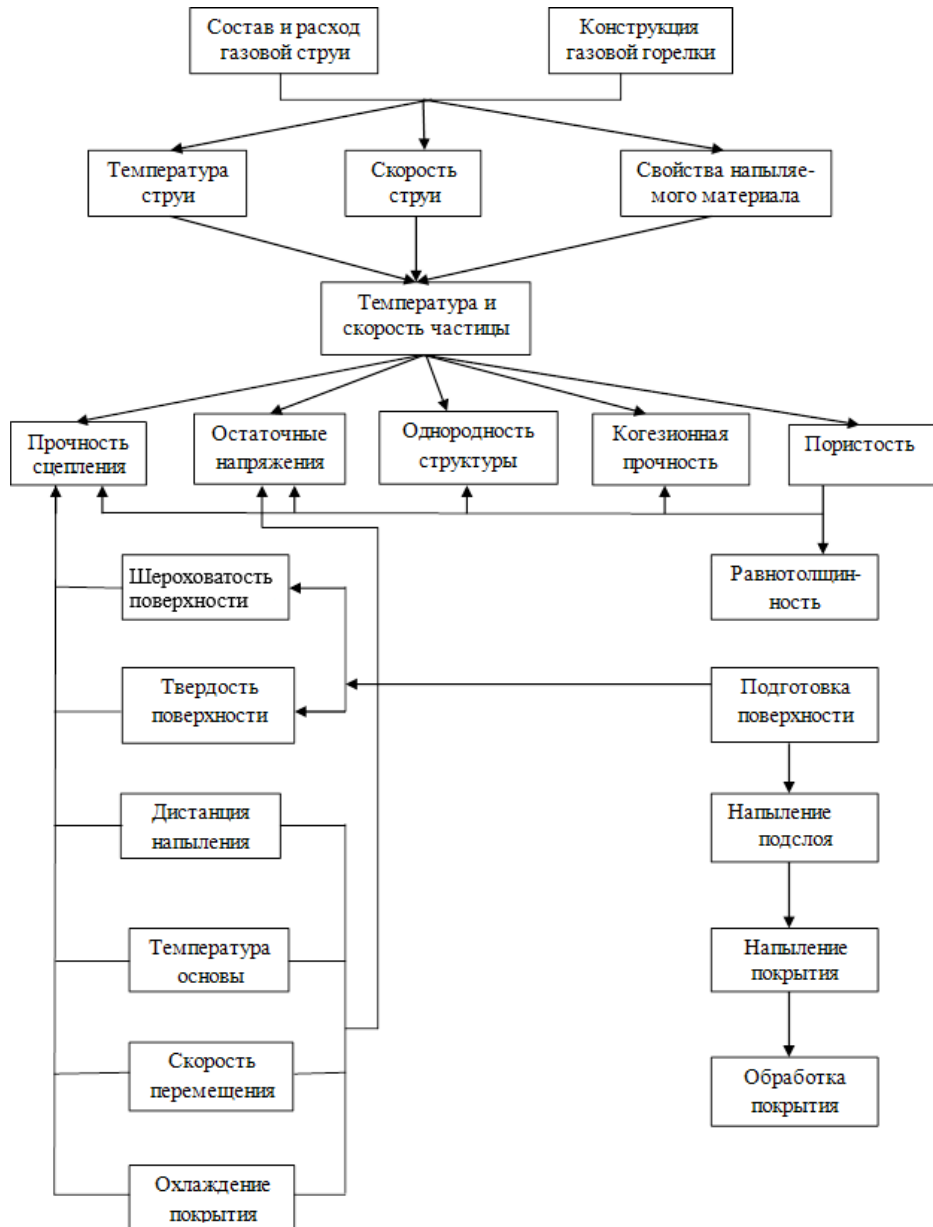 Состав и расход
газовой струи
Конструкция
газовой горелки
Температура
струи
Скорость
струи
Свойства напыляе-
мого материала
Температура и
скорость частицы
Прочность
сцепления
Остаточные
напряжения
Однородность
структуры
Когезионная
прочность
Пористость
Шероховатость
поверхности
Равнотолщин-
ность
Твердость
поверхности
Подготовка
поверхности
Дистанция
напыления
Напыление
подслоя
Температура
основы
Напыление
покрытия
Скорость
перемещения
Обработка
покрытия
Охлаждение
покрытия